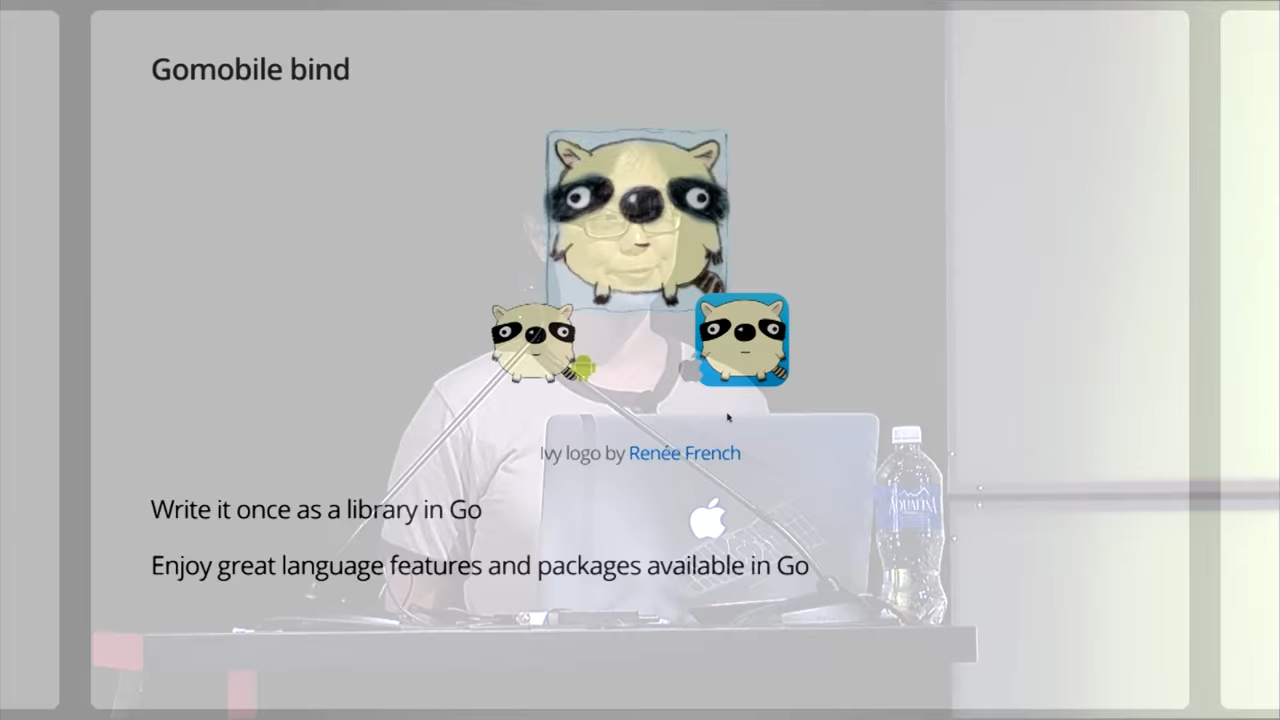 Gomobile bind
Ivy logo by Renée French
Write it once as a library in Go
Enjoy great language features and packages available in Go
AQUAFINA